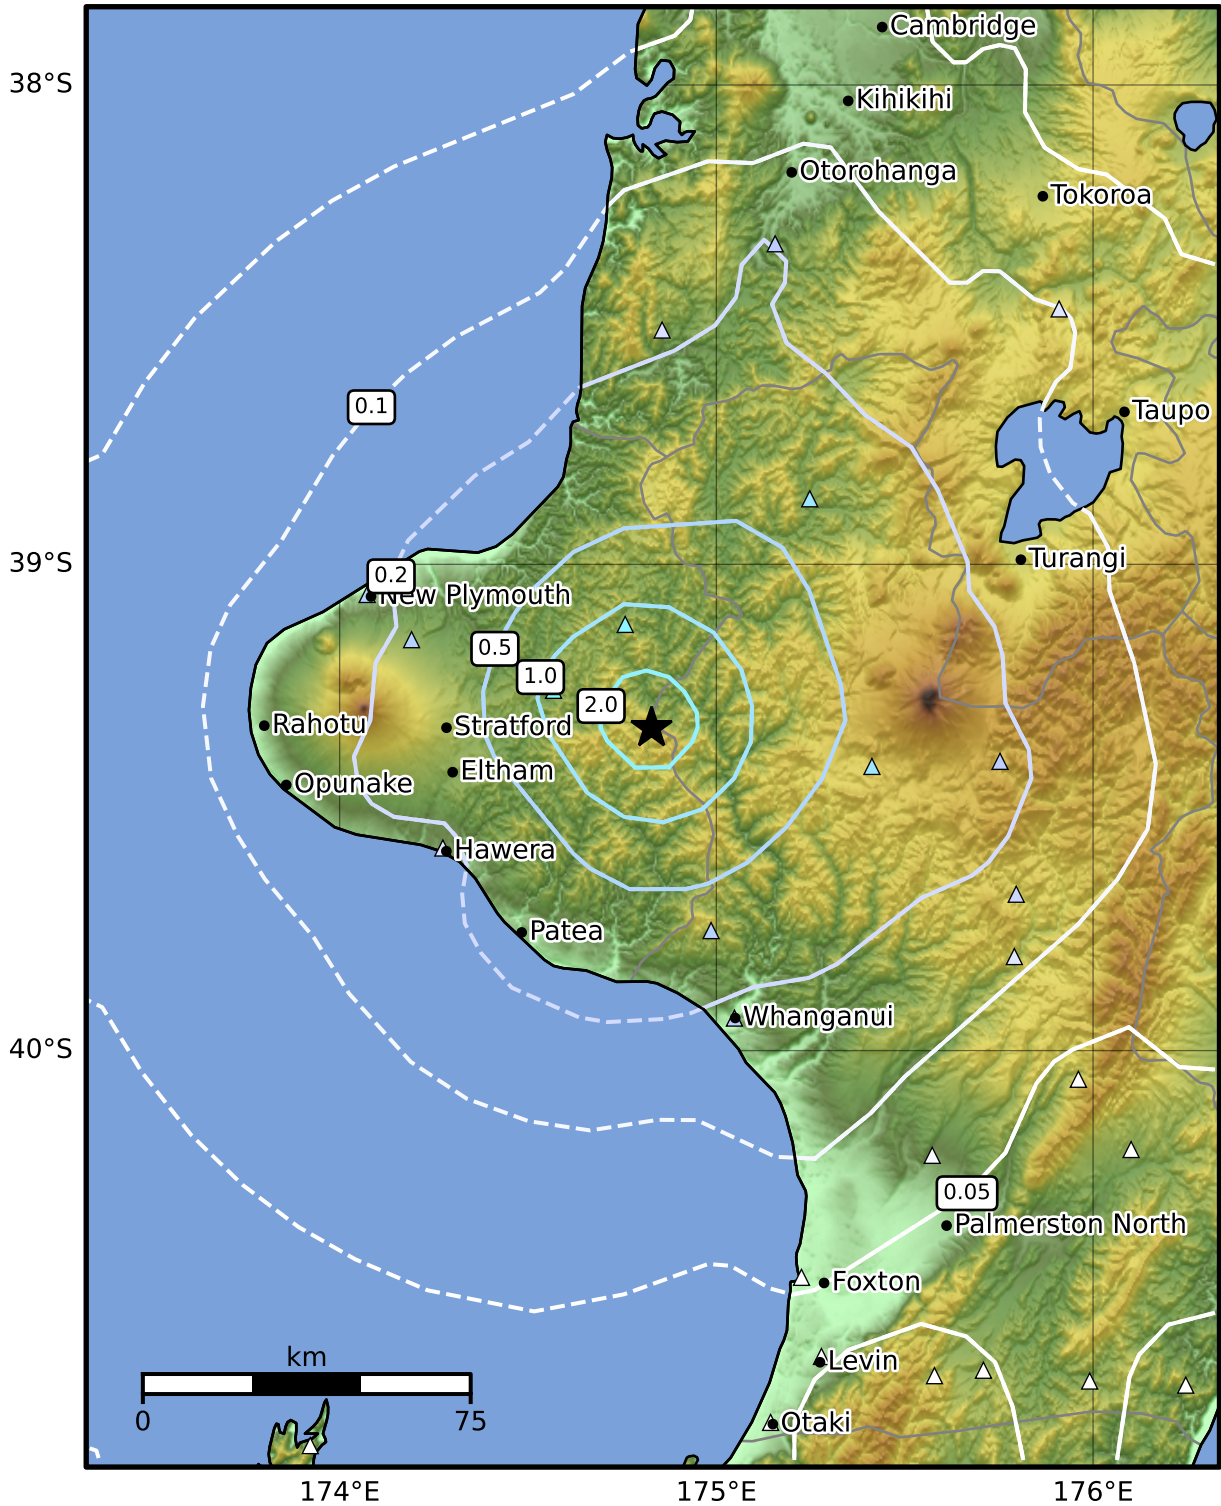 Cambridge
38°S
Kihikihi
Otorohanga
Tokoroa
0.1
Taupo
39°S
Turangi
0.2
New Plymouth
0.5
1.0
2.0
Rahotu
Stratford
Eltham
Opunake
Hawera
Patea
Whanganui
40°S
0.05
Palmerston North
Foxton
km
Levin
0
75
Otaki
174°E
175°E
176°E